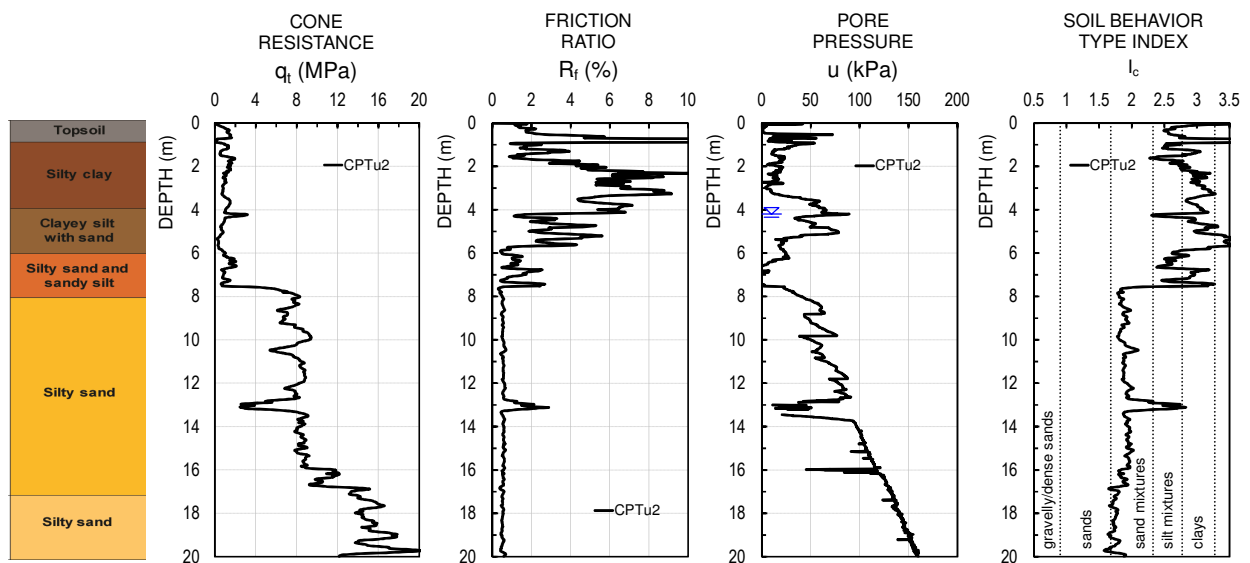 CONE
RESISTANCE
qt (MPa)
0 4 8 12 16 20
FRICTION
RATIO
Rf (%)
0 2 4 6 8 10
PORE
PRESSURE
u (kPa)
0 50 100 150 200
SOIL BEHAVIOR
TYPE INDEX
Ic
0.5 1 1.5 2 2.5 3 3.5
Topsoil
Silty clay
Clayey silt
with sand
Silty sand and
sandy silt
Silty sand
Silty sand
DEPTH (m)
0
2
4
6
8
10
12
14
16
18
20
CPTu2
DEPTH (m)
0
2
4
6
8
10
12
14
16
18
20
CPTu2
DEPTH (m)
0
2
4
6
8
10
12
14
16
18
20
CPTu2
DEPTH (m)
0
2
4
6
8
10
12
14
16
18
20
CPTu2
gravelly/dense sands
sands
sand mixtures
silt mixtures
clays